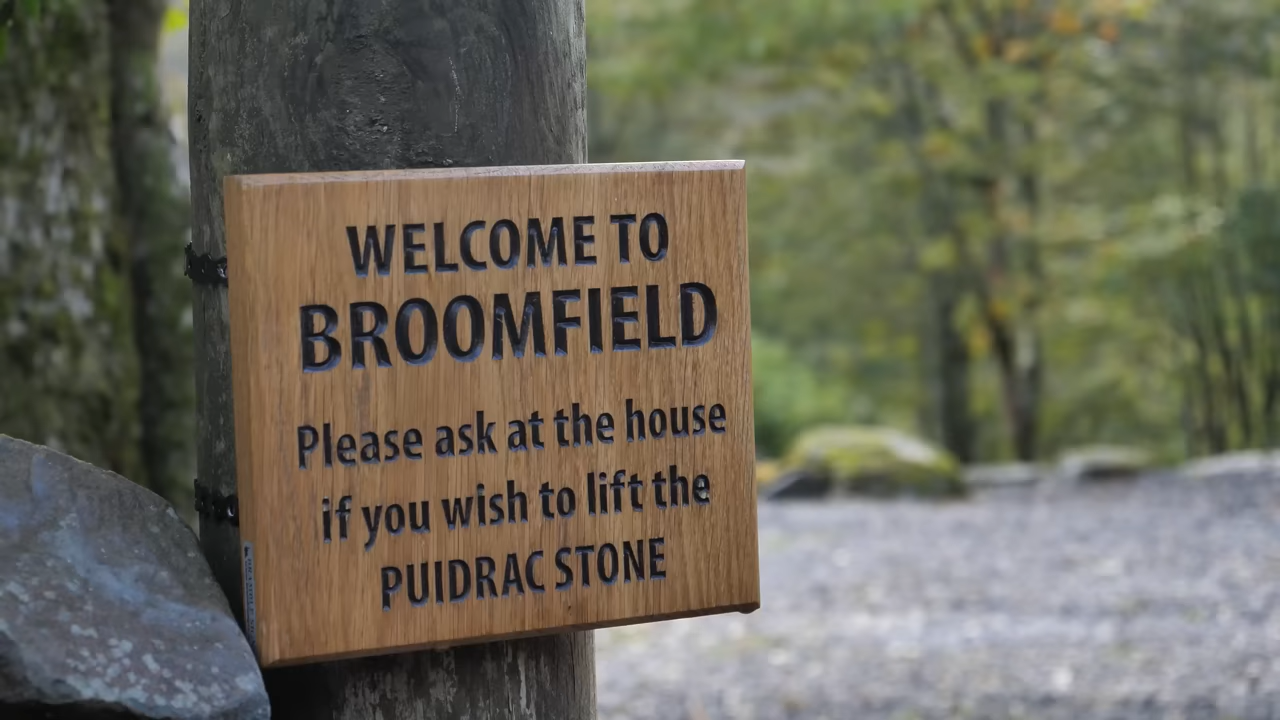 WELCOME TO
BROOMFIELD
Please ask at the house
if you wish to lift the
PUIDRAC STONE